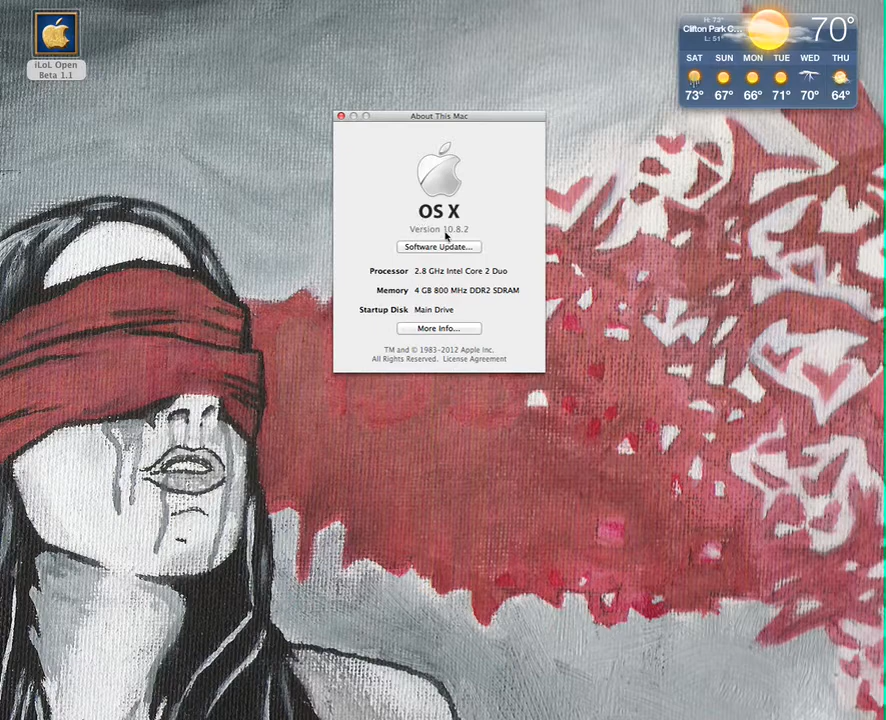 iLoL Open
Beta 1.1
H: 73°
Clifton Park C...
L: 51°
70°
SAT SUN MON TUE WED THU
73° 67° 66° 71° 70° 64°
About This Mac
OS X
Version 10.8.2
Software Update...
Processor 2.8 GHz Intel Core 2 Duo
Memory 4 GB 800 MHz DDR2 SDRAM
Startup Disk Main Drive
More Info...
TM and © 1983-2012 Apple Inc.
All Rights Reserved. License Agreement